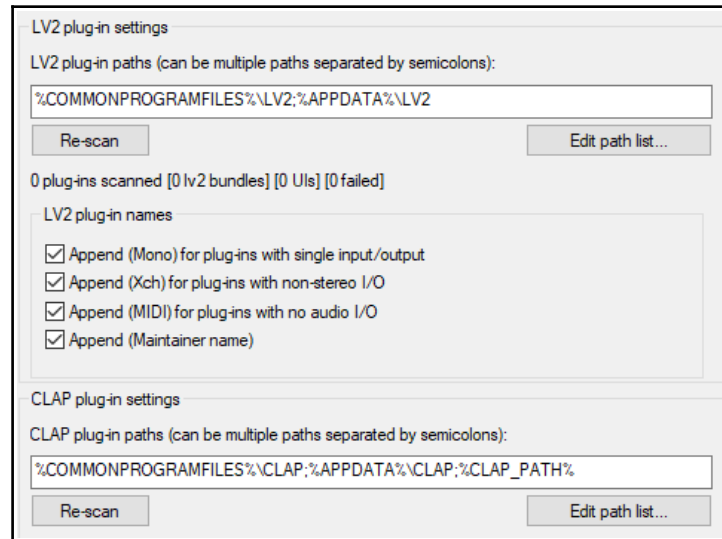 LV2 plug-in settings
LV2 plug-in paths (can be multiple paths separated by semicolons):
%COMMONPROGRAMFILES%\LV2;%APPDATA%\LV2
Re-scan Edit path list...
0 plug-ins scanned [0 lv2 bundles] [0 UIs] [0 failed]
LV2 plug-in names
Append (Mono) for plug-ins with single input/output
Append (Xch) for plug-ins with non-stereo I/O
Append (MIDI) for plug-ins with no audio I/O
Append (Maintainer name)
CLAP plug-in settings
CLAP plug-in paths (can be multiple paths separated by semicolons):
%COMMONPROGRAMFILES%\CLAP;%APPDATA%\CLAP;%CLAP_PATH%
Re-scan Edit path list...